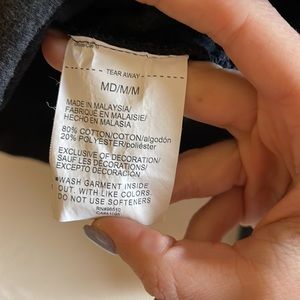 TEAR AWAY
MD/M/M
MADE IN MALAYSIA/
FABRIQUÉ EN MALAISIE/
HECHO EN MALASIA
80% COTTON/COTON/algodón
20% POLYESTER/poliéster
EXCLUSIVE OF DECORATION/
SAUF LES DÉCORATIONS/
EXCEPTO DECORACIÓN
*WASH GARMENT INSIDE
OUT, WITH LIKE COLORS.
DO NOT USE SOFTENERS